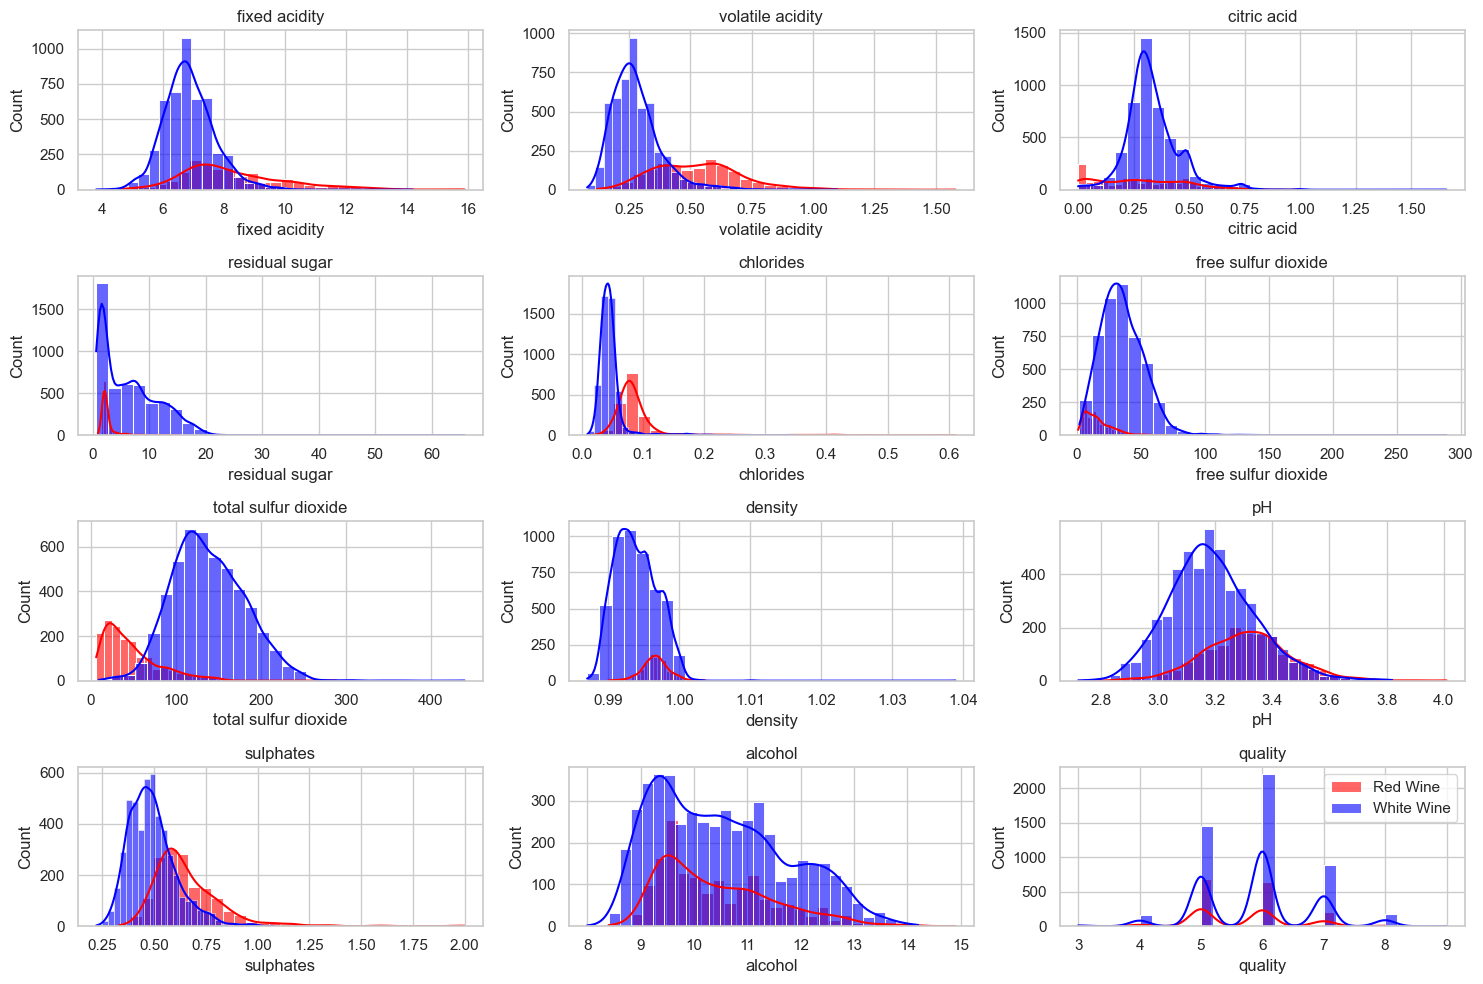 fixed acidity
volatile acidity
citric acid
1000
750
500
250
0
Count
4 6 8 10 12 14 16
fixed acidity
1000
750
500
250
0
Count
0.25 0.50 0.75 1.00 1.25 1.50
volatile acidity
1500
1000
500
0
Count
0.00 0.25 0.50 0.75 1.00 1.25 1.50
citric acid
residual sugar
chlorides
free sulfur dioxide
1500
1000
500
0
Count
0 10 20 30 40 50 60
residual sugar
1500
1000
500
0
Count
0.0 0.1 0.2 0.3 0.4 0.5 0.6
chlorides
1000
750
500
250
0
Count
0 50 100 150 200 250 300
free sulfur dioxide
total sulfur dioxide
density
pH
600
400
200
0
Count
0 100 200 300 400
total sulfur dioxide
1000
750
500
250
0
Count
0.99 1.00 1.01 1.02 1.03 1.04
density
400
200
0
Count
2.8 3.0 3.2 3.4 3.6 3.8 4.0
pH
sulphates
alcohol
quality
600
400
200
0
Count
0.25 0.50 0.75 1.00 1.25 1.50 1.75 2.00
sulphates
300
200
100
0
Count
8 9 10 11 12 13 14 15
alcohol
2000
1500
1000
500
0
Count
Red Wine
White Wine
3 4 5 6 7 8 9
quality